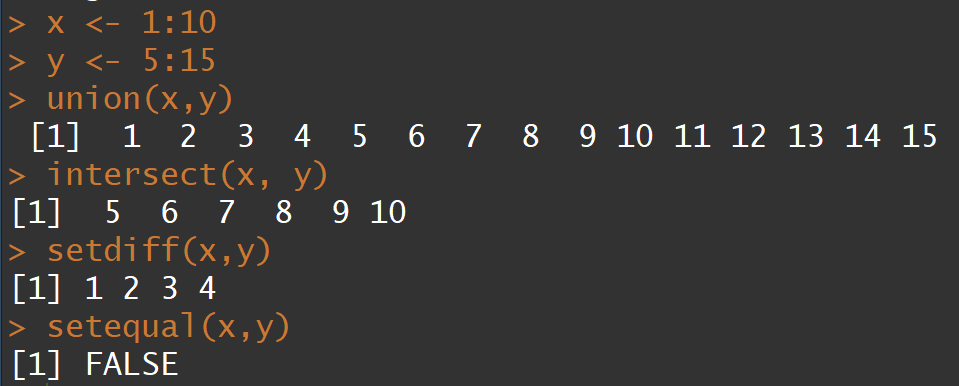 > x <- 1:10
> y <- 5:15
> union(x,y)
 [1]  1  2  3  4  5  6  7  8  9 10 11 12 13 14 15
> intersect(x, y)
[1]  5  6  7  8  9 10
> setdiff(x,y)
[1] 1 2 3 4
> setequal(x,y)
[1] FALSE